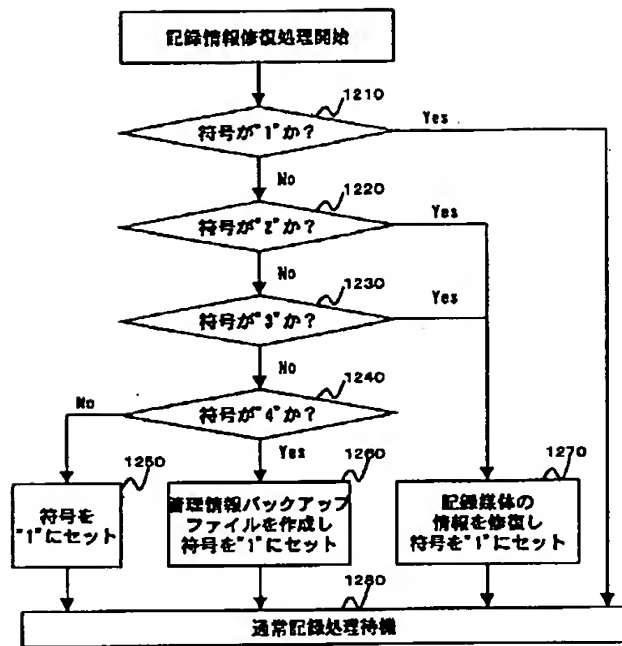 記録情報修復処理開始
1210
符号が"1"か?
Yes
No
1220
符号が"2"か?
Yes
No
1230
符号が"3"か?
Yes
No
1240
符号が"4"か?
No
Yes
1250
符号を
"1"にセット
1260
管理情報バックアップ
ファイルを作成し
符号を"1"にセット
1270
記録媒体の
情報を修復し
符号を"1"にセット
1280
通常記録処理待機